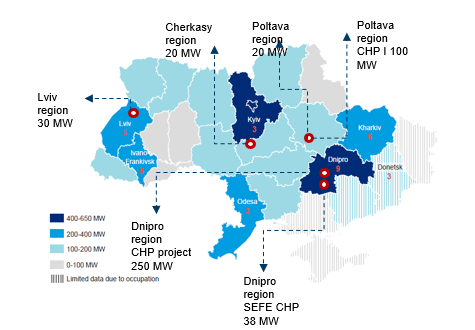 Cherkasy
region
20 MW
Poltava
region
20 MW
Poltava
region
CHP I 100
MW
Lviv
region
30 MW
Lviv
5
Ivano-
Frankivsk
Kyiv
3
Kharkiv
6
Dnipro
9
Donetsk
3
Odesa
3
400-650 MW
200-400 MW
100-200 MW
0-100 MW
Limited data due to occupation
Dnipro
region
CHP project
250 MW
Dnipro
region
SEFE CHP
38 MW